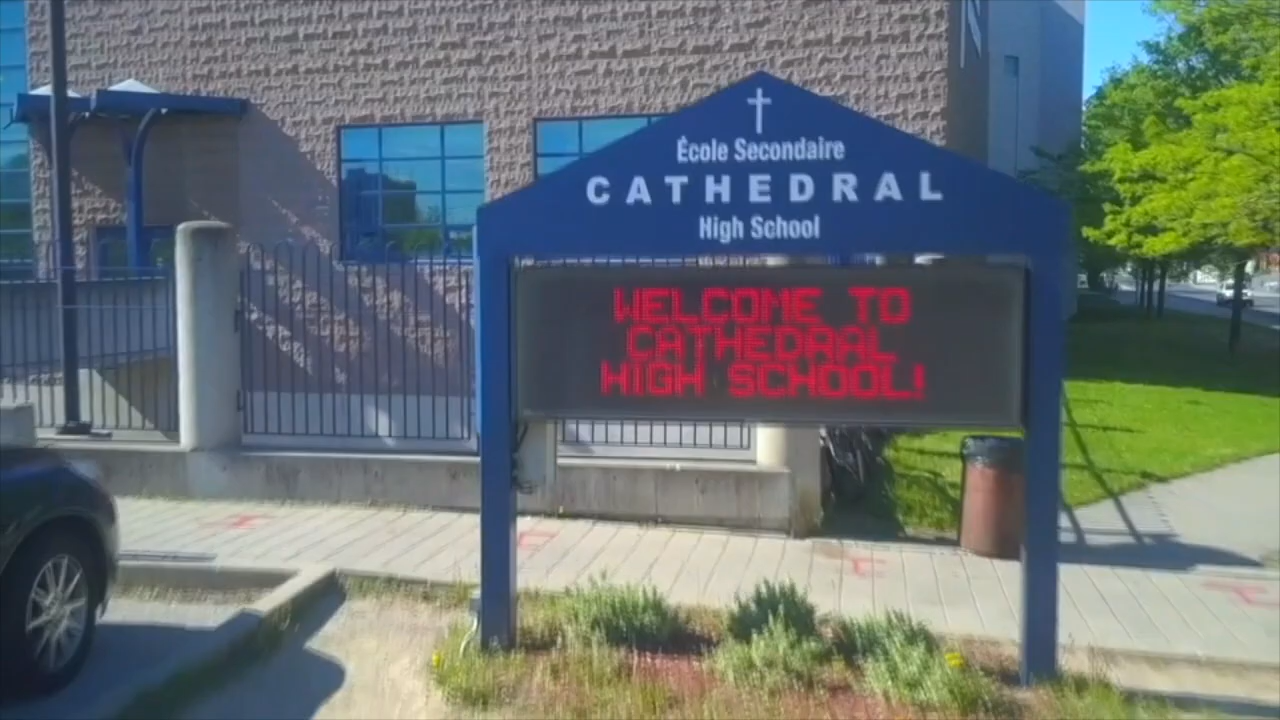 École Secondaire
CATHEDRAL
High School
WELCOME TO
CATHEDRAL
HIGH SCHOOL!